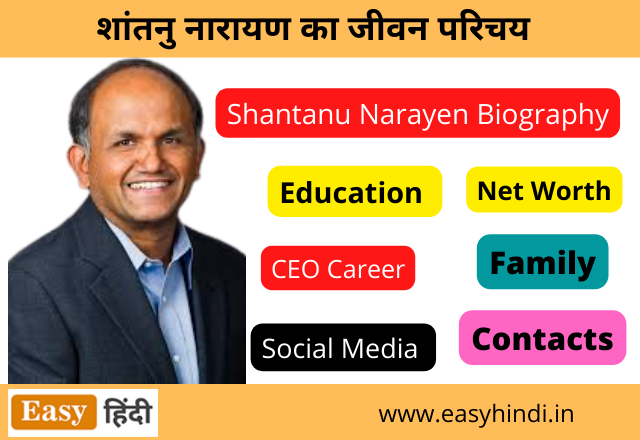 शांतनु नारायण का जीवन परिचय
Shantanu Narayen Biography
Education
Net Worth
CEO Career
Family
Social Media
Contacts
Easy हिंदी
www.easyhindi.in